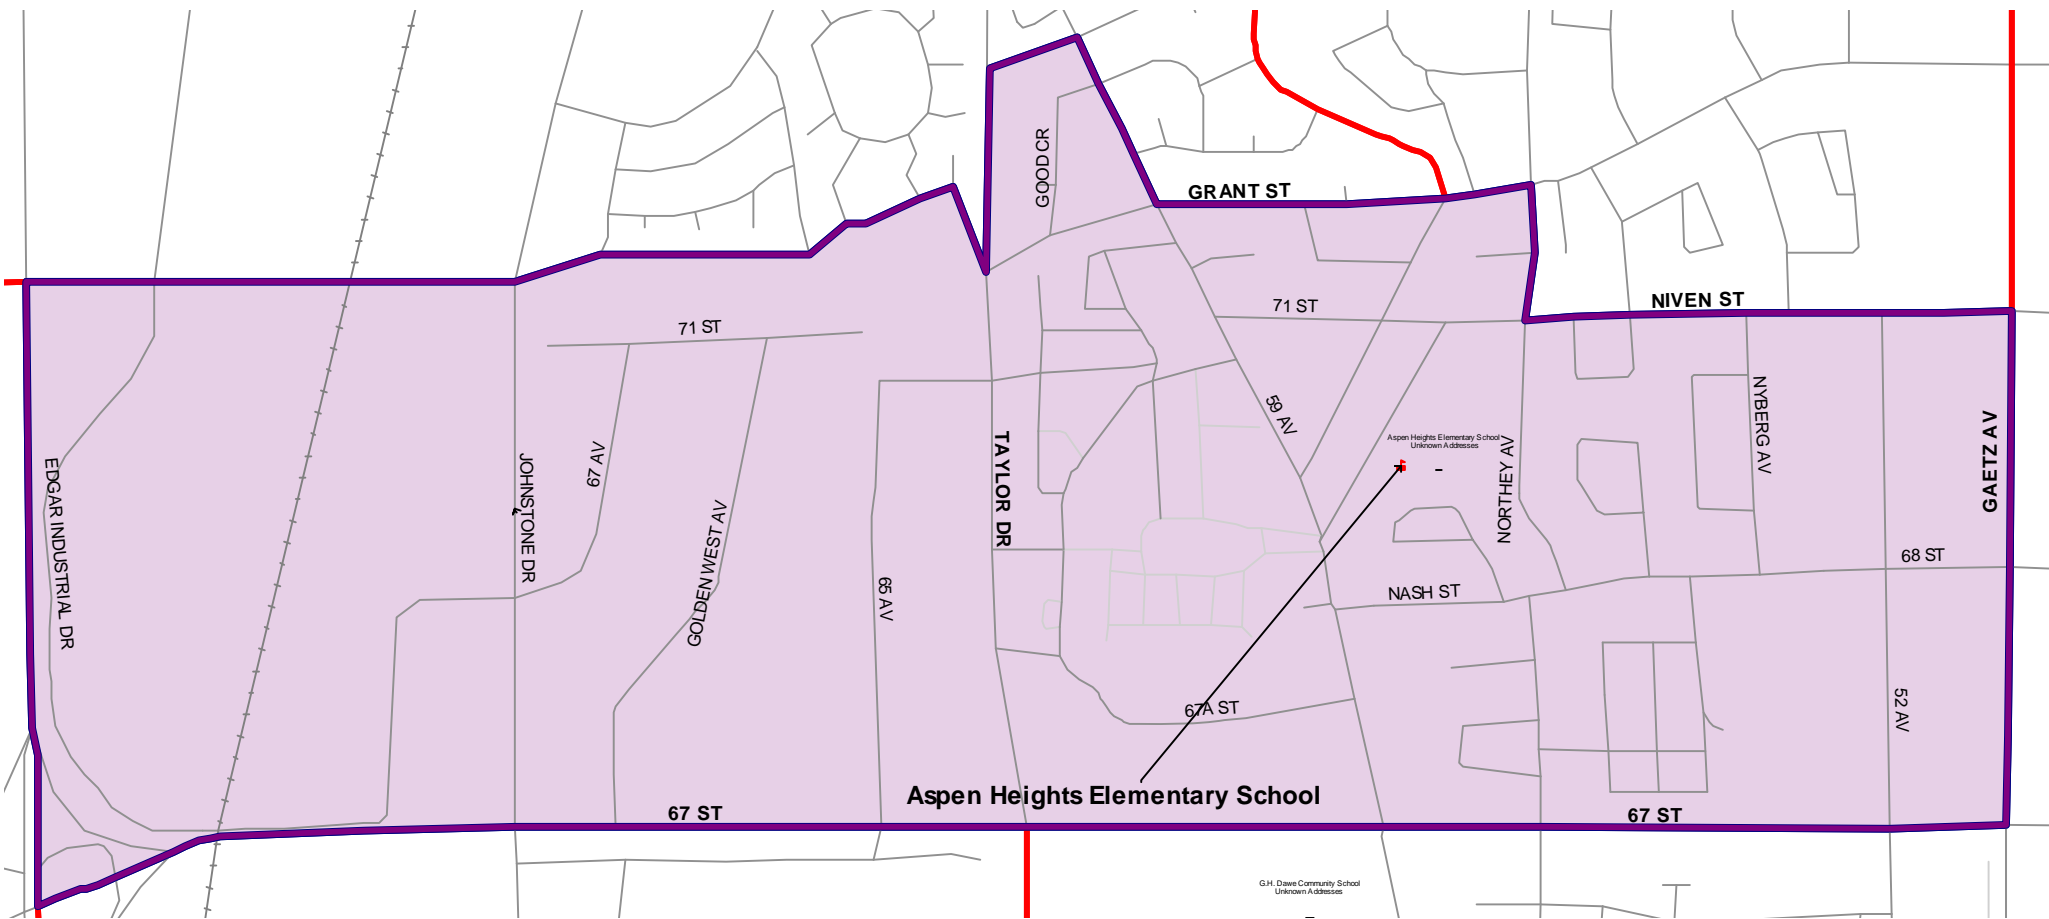 GOOD CR
GRANT ST
71 ST
71 ST
NIVEN ST
59 AV
NYBERG AV
GAETZ AV
TAYLOR DR
Aspen Heights Elementary School
Unknown Addresses
NORTHEY AV
67 AV
JOHNSTONE DR
EDGAR INDUSTRIAL DR
GOLDEN WEST AV
65 AV
68 ST
NASH ST
52 AV
67A ST
Aspen Heights Elementary School
67 ST
67 ST
G.H. Dawe Community School
Unknown Addresses